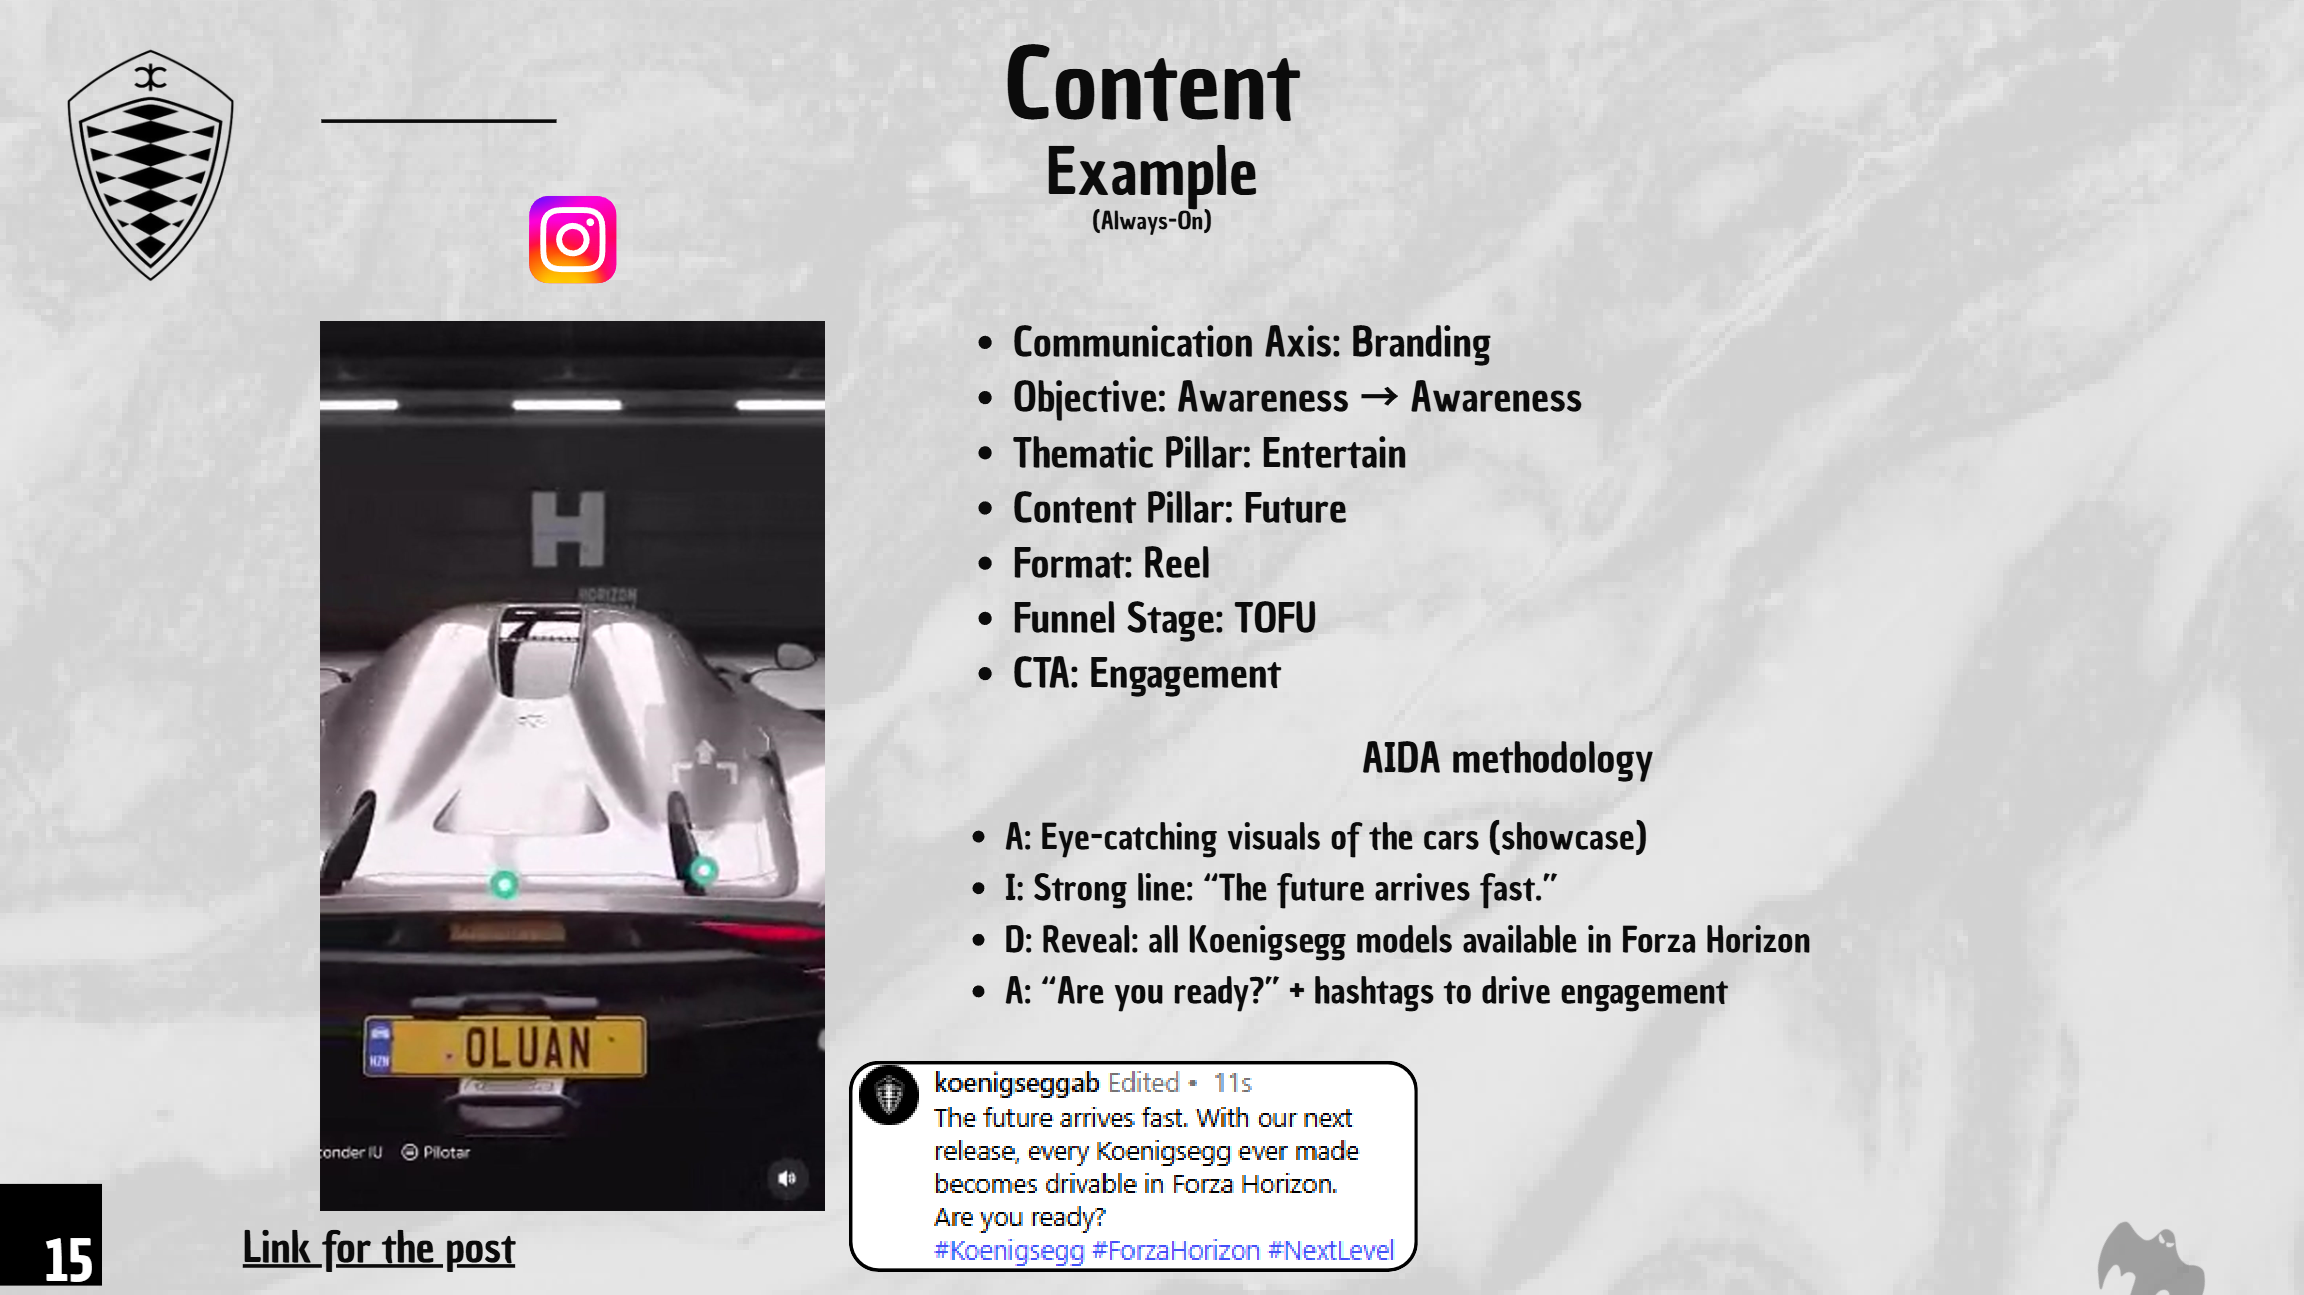 Content
Example
(Always-On)
• Communication Axis: Branding
• Objective: Awareness → Awareness
• Thematic Pillar: Entertain
• Content Pillar: Future
• Format: Reel
• Funnel Stage: TOFU
• CTA: Engagement
AIDA methodology
• A: Eye-catching visuals of the cars (showcase)
• I: Strong line: “The future arrives fast.”
• D: Reveal: all Koenigsegg models available in Forza Horizon
• A: “Are you ready?” + hashtags to drive engagement
H
HORIZON
HZN
OLUAN
onder IU
Pilotar
koenigseggab Edited • 11s
The future arrives fast. With our next
release, every Koenigsegg ever made
becomes drivable in Forza Horizon.
Are you ready?
#Koenigsegg #ForzaHorizon #NextLevel
Link for the post
15